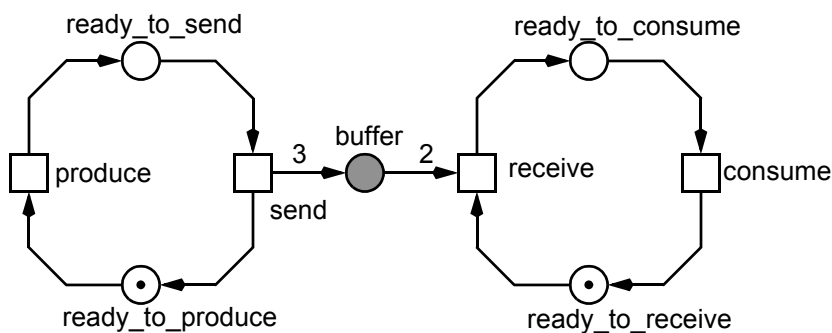 ready_to_send
ready_to_consume
buffer
3
2
produce
receive
consume
send
ready_to_produce
ready_to_receive